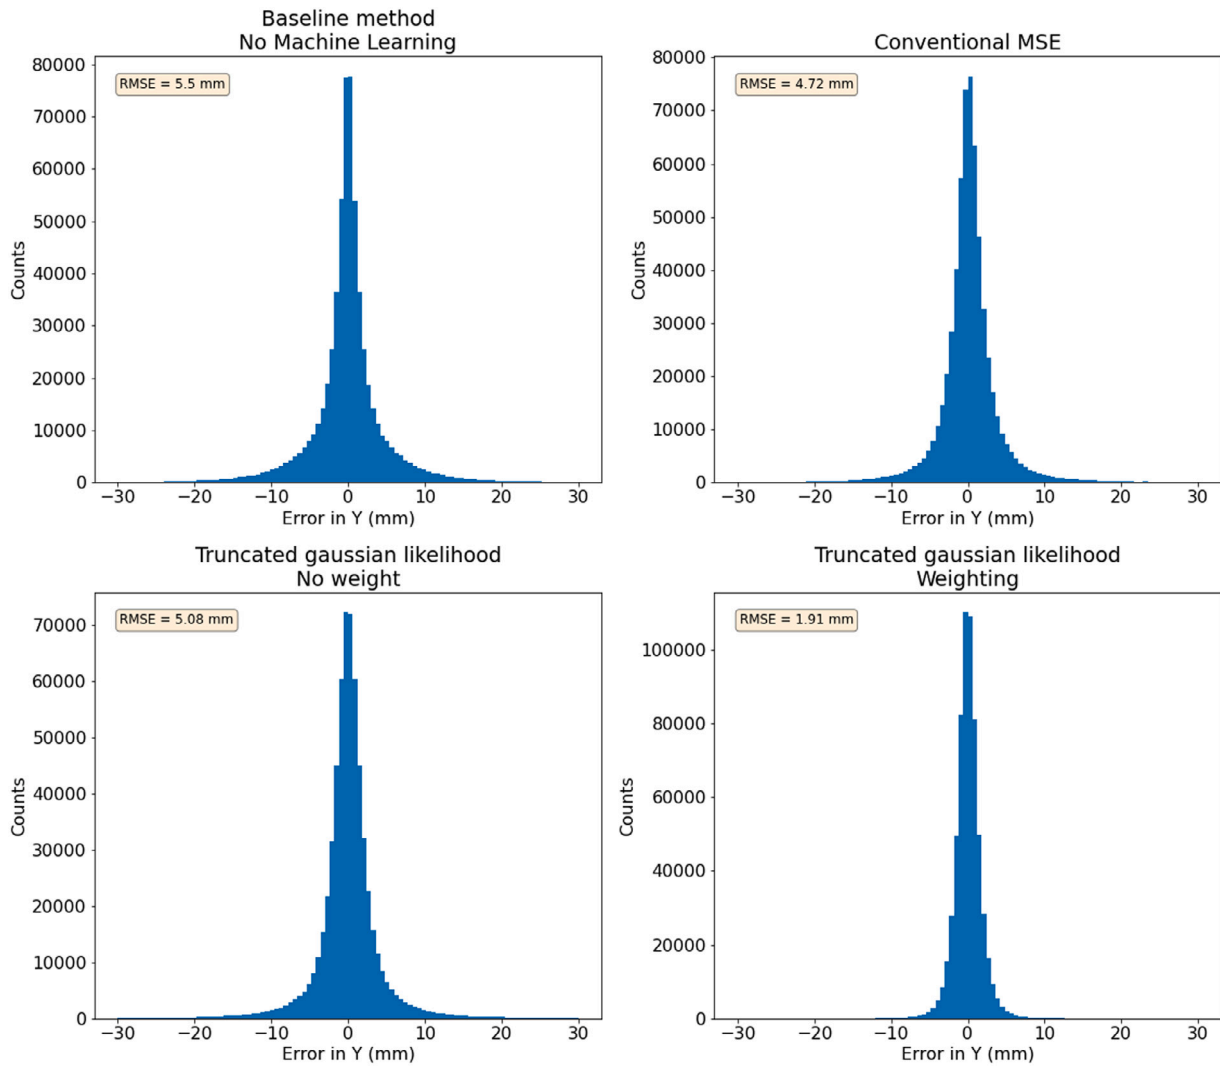 Baseline method
No Machine Learning
RMSE = 5.5 mm
80000
70000
60000
50000
40000
30000
20000
10000
0
Counts
−30 −20 −10 0 10 20 30
Error in Y (mm)
Conventional MSE
RMSE = 4.72 mm
80000
70000
60000
50000
40000
30000
20000
10000
0
Counts
−30 −20 −10 0 10 20 30
Error in Y (mm)
Truncated gaussian likelihood
No weight
RMSE = 5.08 mm
70000
60000
50000
40000
30000
20000
10000
0
Counts
−30 −20 −10 0 10 20 30
Error in Y (mm)
Truncated gaussian likelihood
Weighting
RMSE = 1.91 mm
100000
80000
60000
40000
20000
0
Counts
−30 −20 −10 0 10 20 30
Error in Y (mm)